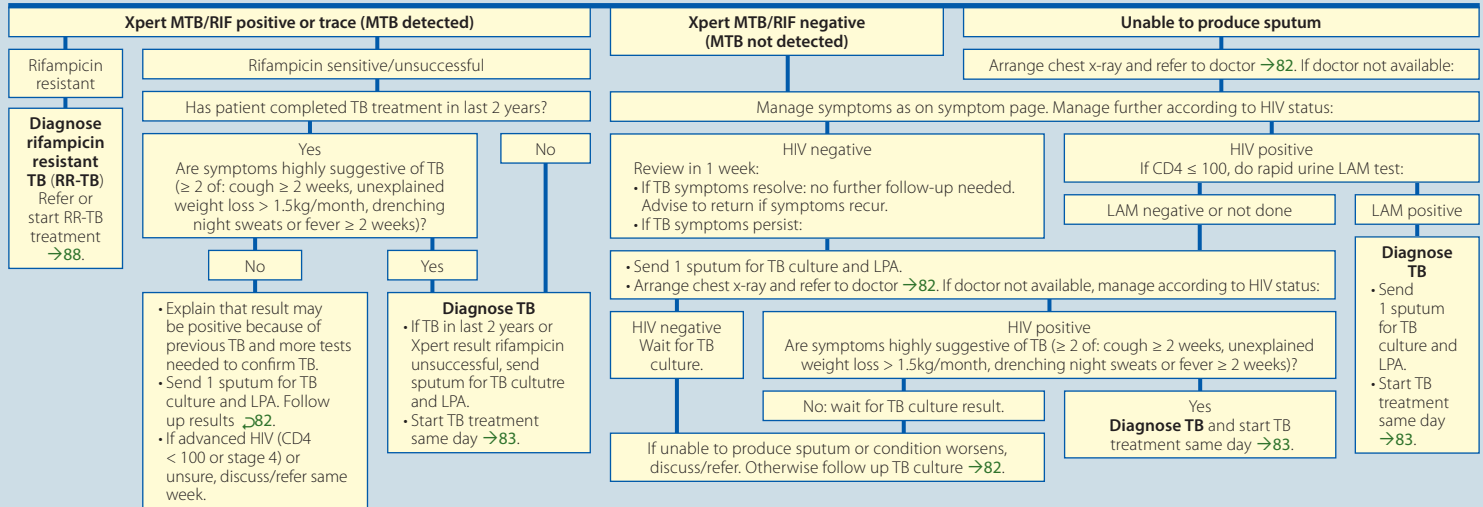 Xpert MTB/RIF positive or trace (MTB detected)
Rifampicin
resistant
Diagnose
rifampicin
resistant
TB (RR-TB)
Refer or
start RR-TB
treatment
→88.
Rifampicin sensitive/unsuccessful
Has patient completed TB treatment in last 2 years?
Yes
Are symptoms highly suggestive of TB
(≥ 2 of: cough ≥ 2 weeks, unexplained
weight loss > 1.5kg/month, drenching
night sweats or fever ≥ 2 weeks)?
No
No
• Explain that result may
be positive because of
previous TB and more tests
needed to confirm TB.
• Send 1 sputum for TB
culture and LPA. Follow
up results ⮌82.
• If advanced HIV (CD4
< 100 or stage 4) or
unsure, discuss/refer same
week.
Yes
Diagnose TB
• If TB in last 2 years or
Xpert result rifampicin
unsuccessful, send
sputum for TB cultutre
and LPA.
• Start TB treatment
same day →83.
Xpert MTB/RIF negative
(MTB not detected)
Unable to produce sputum
Arrange chest x-ray and refer to doctor →82. If doctor not available:
Manage symptoms as on symptom page. Manage further according to HIV status:
HIV negative
Review in 1 week:
• If TB symptoms resolve: no further follow-up needed.
Advise to return if symptoms recur.
• If TB symptoms persist:
HIV positive
If CD4 ≤ 100, do rapid urine LAM test:
LAM negative or not done
LAM positive
Diagnose
TB
• Send
1 sputum
for TB
culture and
LPA.
• Start TB
treatment
same day
→83.
• Send 1 sputum for TB culture and LPA.
• Arrange chest x-ray and refer to doctor →82. If doctor not available, manage according to HIV status:
HIV negative
Wait for TB
culture.
HIV positive
Are symptoms highly suggestive of TB (≥ 2 of: cough ≥ 2 weeks, unexplained
weight loss > 1.5kg/month, drenching night sweats or fever ≥ 2 weeks)?
No: wait for TB culture result.
Yes
Diagnose TB and start TB
treatment same day →83.
If unable to produce sputum or condition worsens,
discuss/refer. Otherwise follow up TB culture →82.